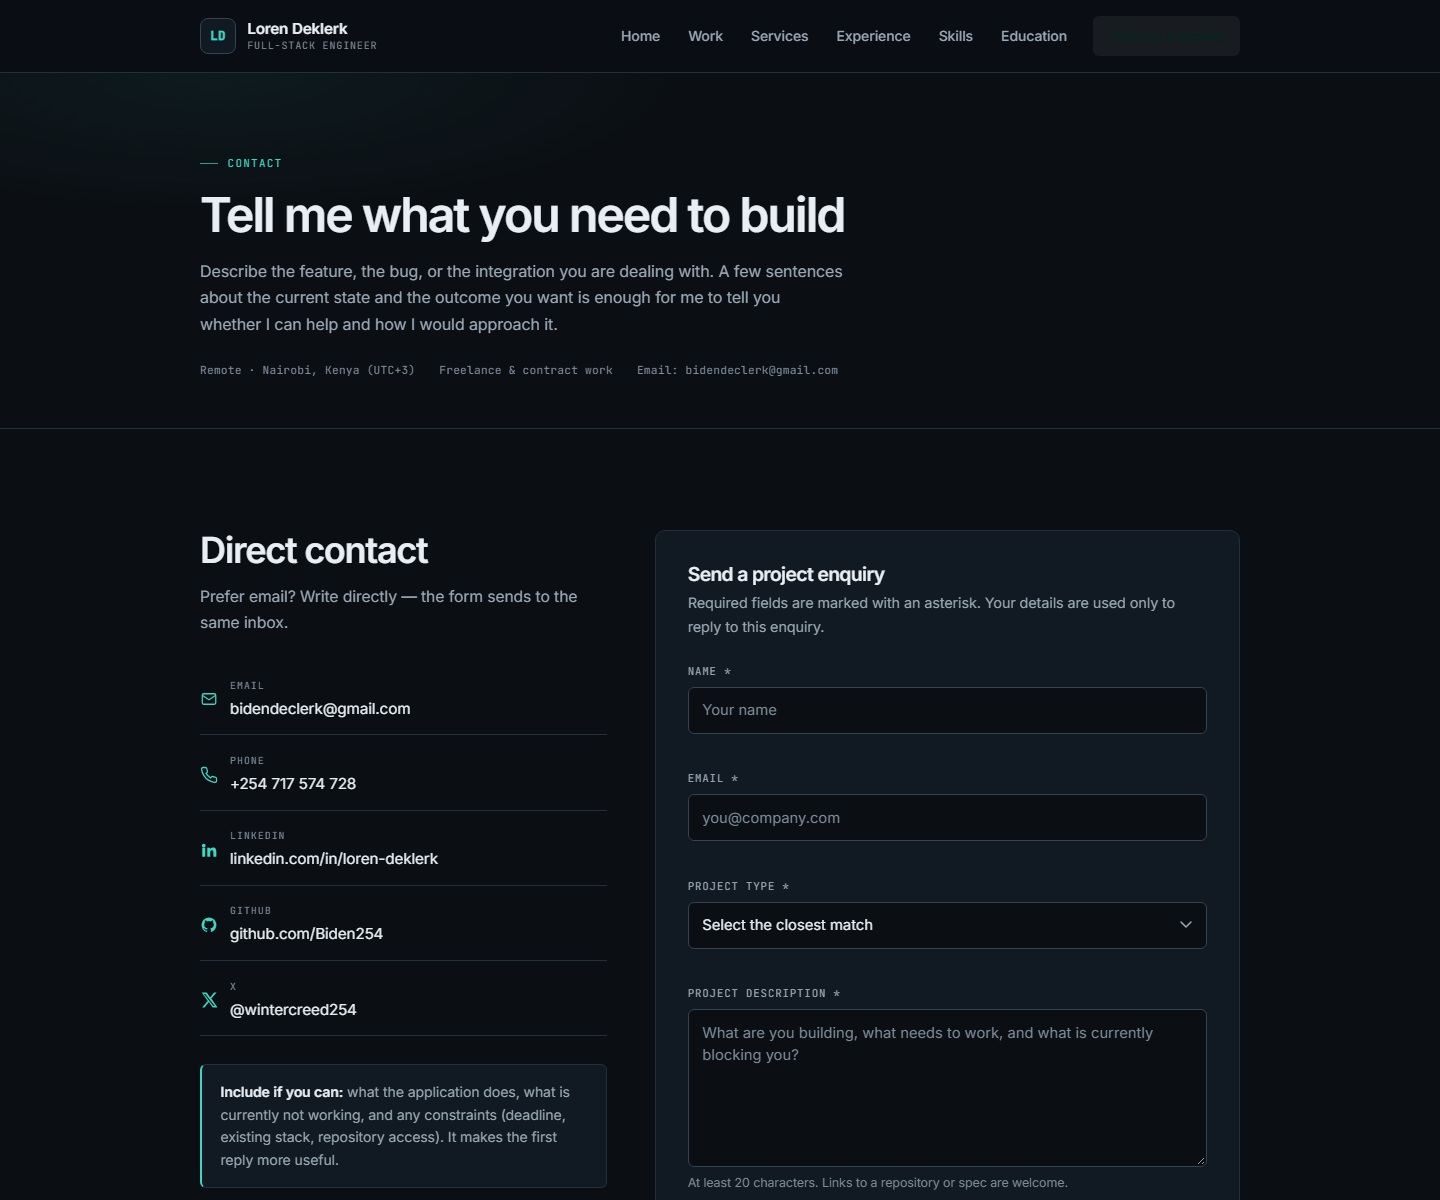 LD
Loren Deklerk
FULL-STACK ENGINEER
Home
Work
Services
Experience
Skills
Education
CONTACT
Tell me what you need to build
Describe the feature, the bug, or the integration you are dealing with. A few sentences
about the current state and the outcome you want is enough for me to tell you
whether I can help and how I would approach it.
Remote · Nairobi, Kenya (UTC+3)
Freelance & contract work
Email: bidendeclerk@gmail.com
Direct contact
Prefer email? Write directly — the form sends to the
same inbox.
EMAIL
bidendeclerk@gmail.com
PHONE
+254 717 574 728
LINKEDIN
linkedin.com/in/loren-deklerk
GITHUB
github.com/Biden254
X
@wintercreed254
Include if you can: what the application does, what is
currently not working, and any constraints (deadline,
existing stack, repository access). It makes the first
reply more useful.
Send a project enquiry
Required fields are marked with an asterisk. Your details are used only to
reply to this enquiry.
NAME *
Your name
EMAIL *
you@company.com
PROJECT TYPE *
Select the closest match
PROJECT DESCRIPTION *
What are you building, what needs to work, and what is currently
blocking you?
At least 20 characters. Links to a repository or spec are welcome.